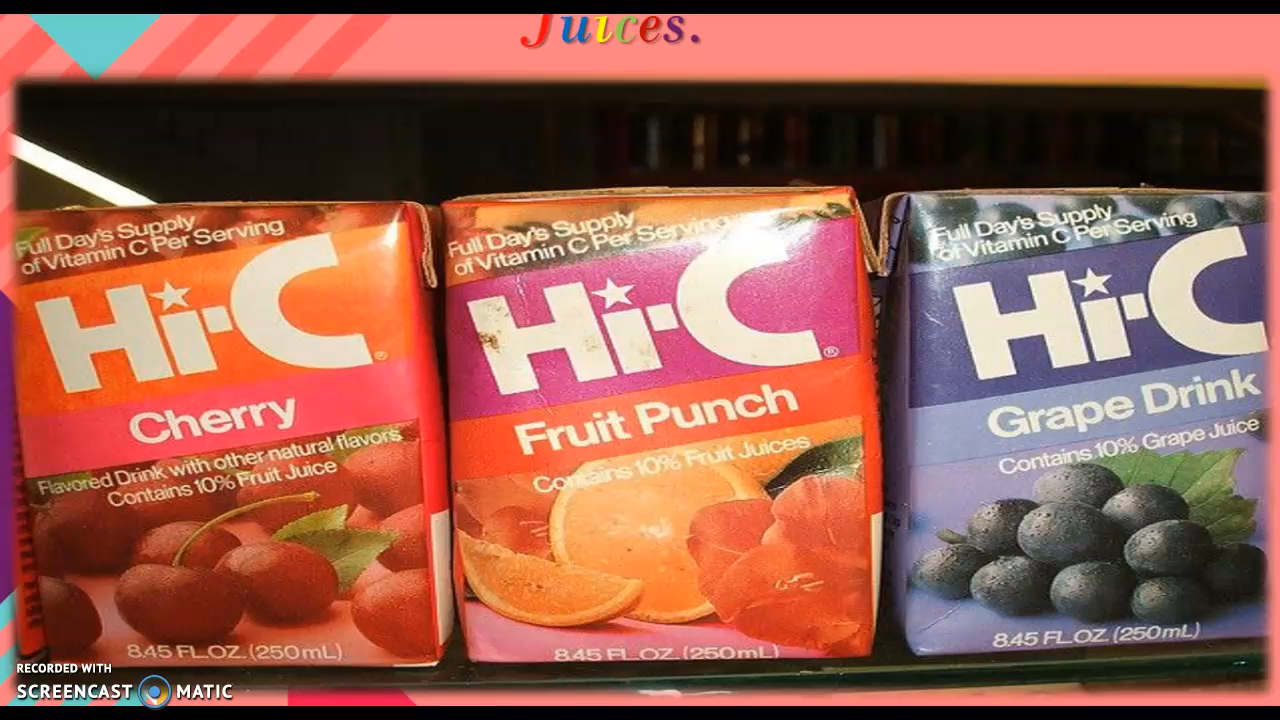 Juices.
Full Day's Supply
of Vitamin C Per Serving
Hi-C
®
Cherry
Flavored Drink with other natural flavors
Contains 10% Fruit Juice
8.45 FL.OZ.(250mL)
Full Day's Supply
of Vitamin C Per Serving
Hi-C
®
Fruit Punch
Contains 10% Fruit Juices
8.45 FL.OZ.(250mL)
Full Day's Supply
of Vitamin C Per Serving
Hi-C
Grape Drink
Contains 10% Grape Juice
8.45 FL.OZ.(250mL)
RECORDED WITH
SCREENCAST MATIC